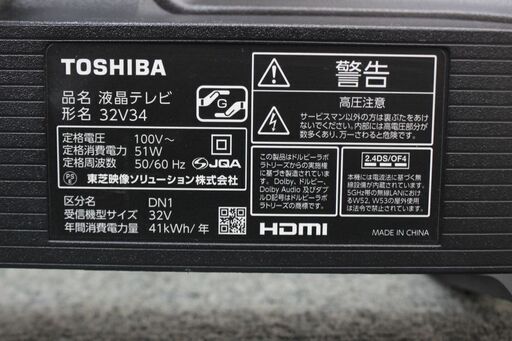 TOSHIBA
品名 液晶テレビ
形名 32V34
G
定格電圧 100V～
定格消費電力 51W
定格周波数 50/60 Hz
JQA
PS
E
東芝映像ソリューション株式会社
区分名 DN1
受信機型サイズ 32V
年間消費電力量 41kWh/年
警告
高圧注意
サービスマン以外の方は裏ぶたをあけ
ないでください。内部には高電圧部分が
数多くあり、万一さわると危険です。
この製品はドルビーラボ
ラトリーズからの実施権
に基づき製造されていま
す。Dolby、ドルビー、
Dolby Audio 及びダブル
D記号はドルビーラボラ
トリーズの商標です。
2.4DS/OF4
本機には電波法に基づく無
線設備が内蔵されています。
5GHz帯の無線LANにおけ
るW52、W53の屋外使用
は法令で禁止されています。
HDMI
MADE IN CHINA